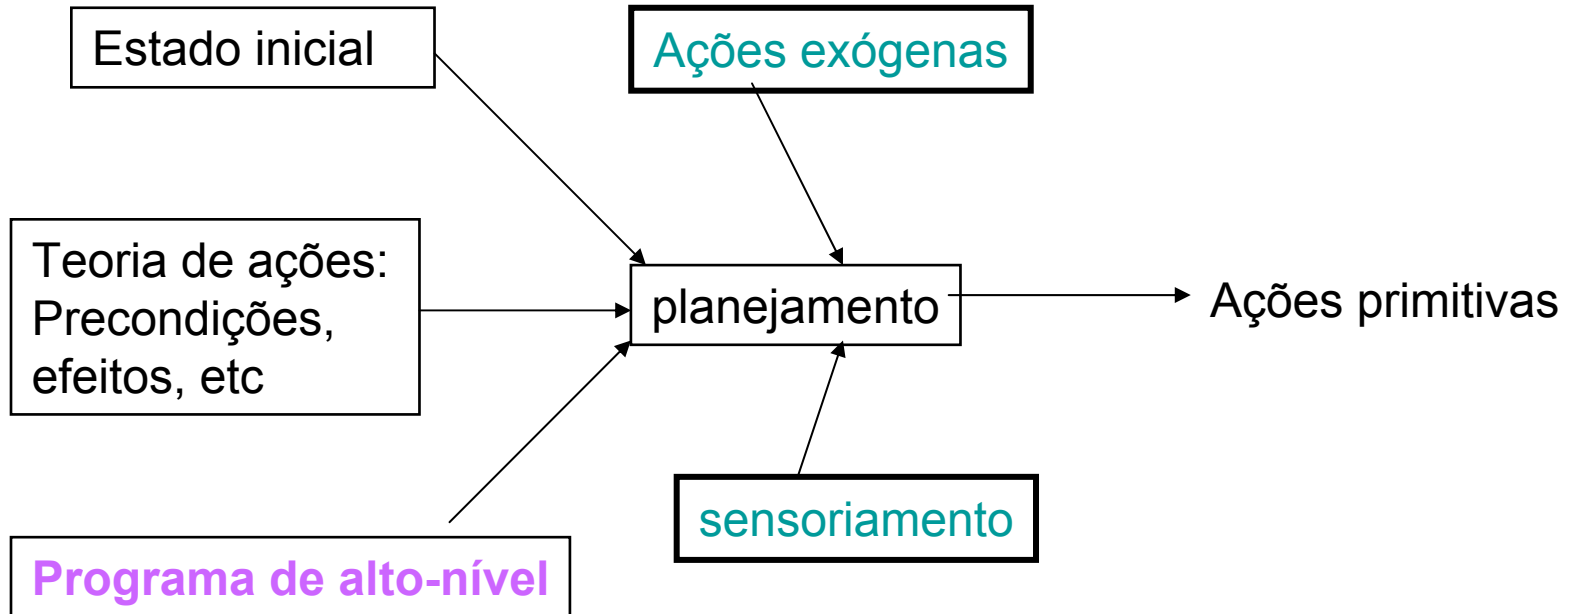 Estado inicial
Ações exógenas
Teoria de ações:
Precondições,
efeitos, etc
planejamento
Ações primitivas
sensoriamento
Programa de alto-nível